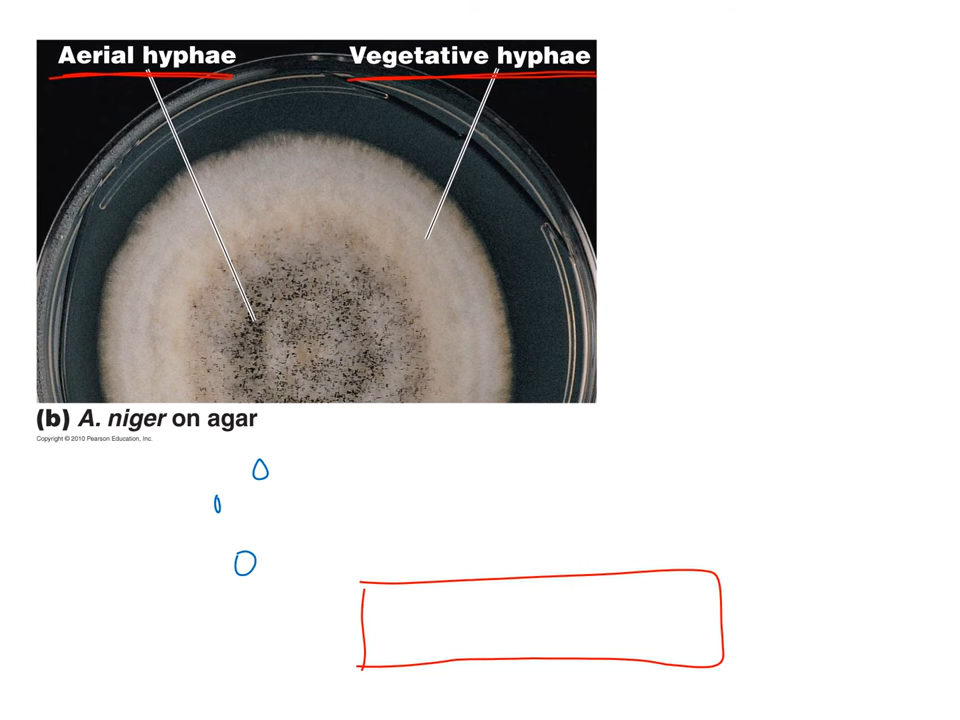 Aerial hyphae
Vegetative hyphae
(b) A. niger on agar
Copyright © 2010 Pearson Education, Inc.